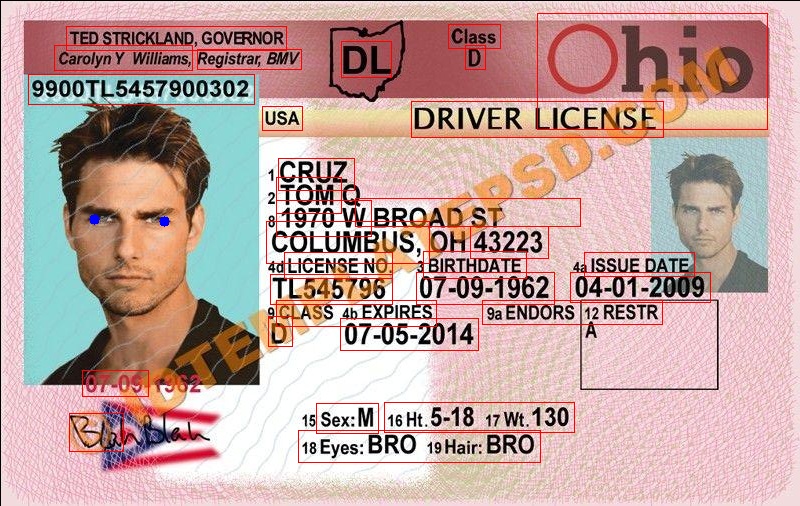 TED STRICKLAND, GOVERNOR
Carolyn Y Williams, Registrar, BMV
DL
Class
D
Ohio
9900TL5457900302
USA
DRIVER LICENSE
1 CRUZ
2 TOM Q
8 1970 W BROAD ST
COLUMBUS, OH 43223
4d LICENSE NO. 3 BIRTHDATE 4a ISSUE DATE
TL545796 07-09-1962 04-01-2009
9 CLASS 4b EXPIRES 9a ENDORS 12 RESTR
D 07-05-2014 A
07-09-1962
BlahBlah
15 Sex: M 16 Ht. 5-18 17 Wt. 130
18 Eyes: BRO 19 Hair: BRO